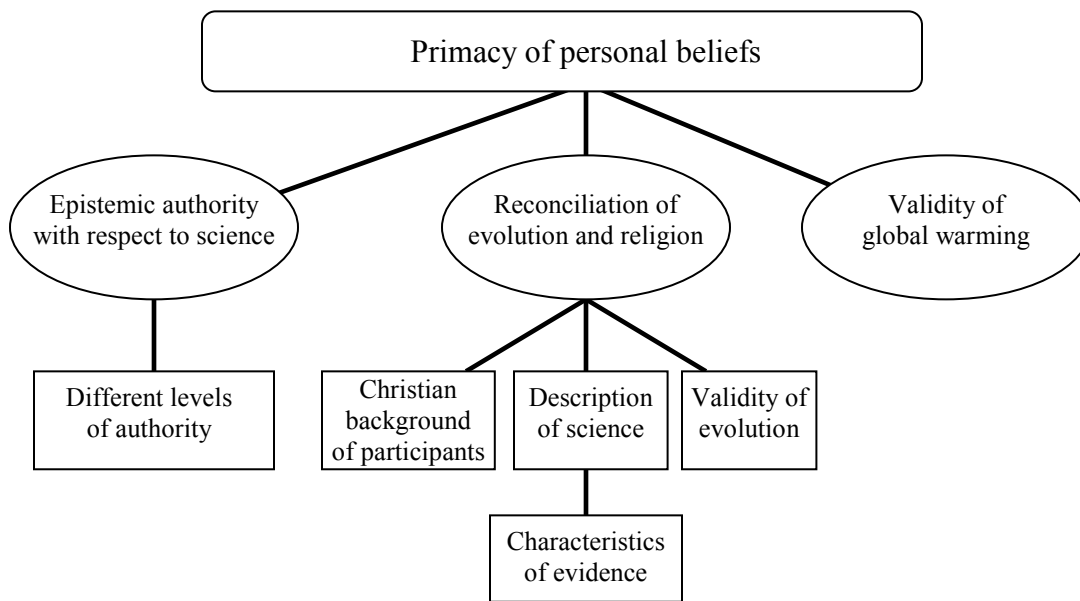 Primacy of personal beliefs
Epistemic authority
with respect to science
Reconciliation of
evolution and religion
Validity of
global warming
Different levels
of authority
Christian
background
of participants
Description
of science
Validity of
evolution
Characteristics
of evidence